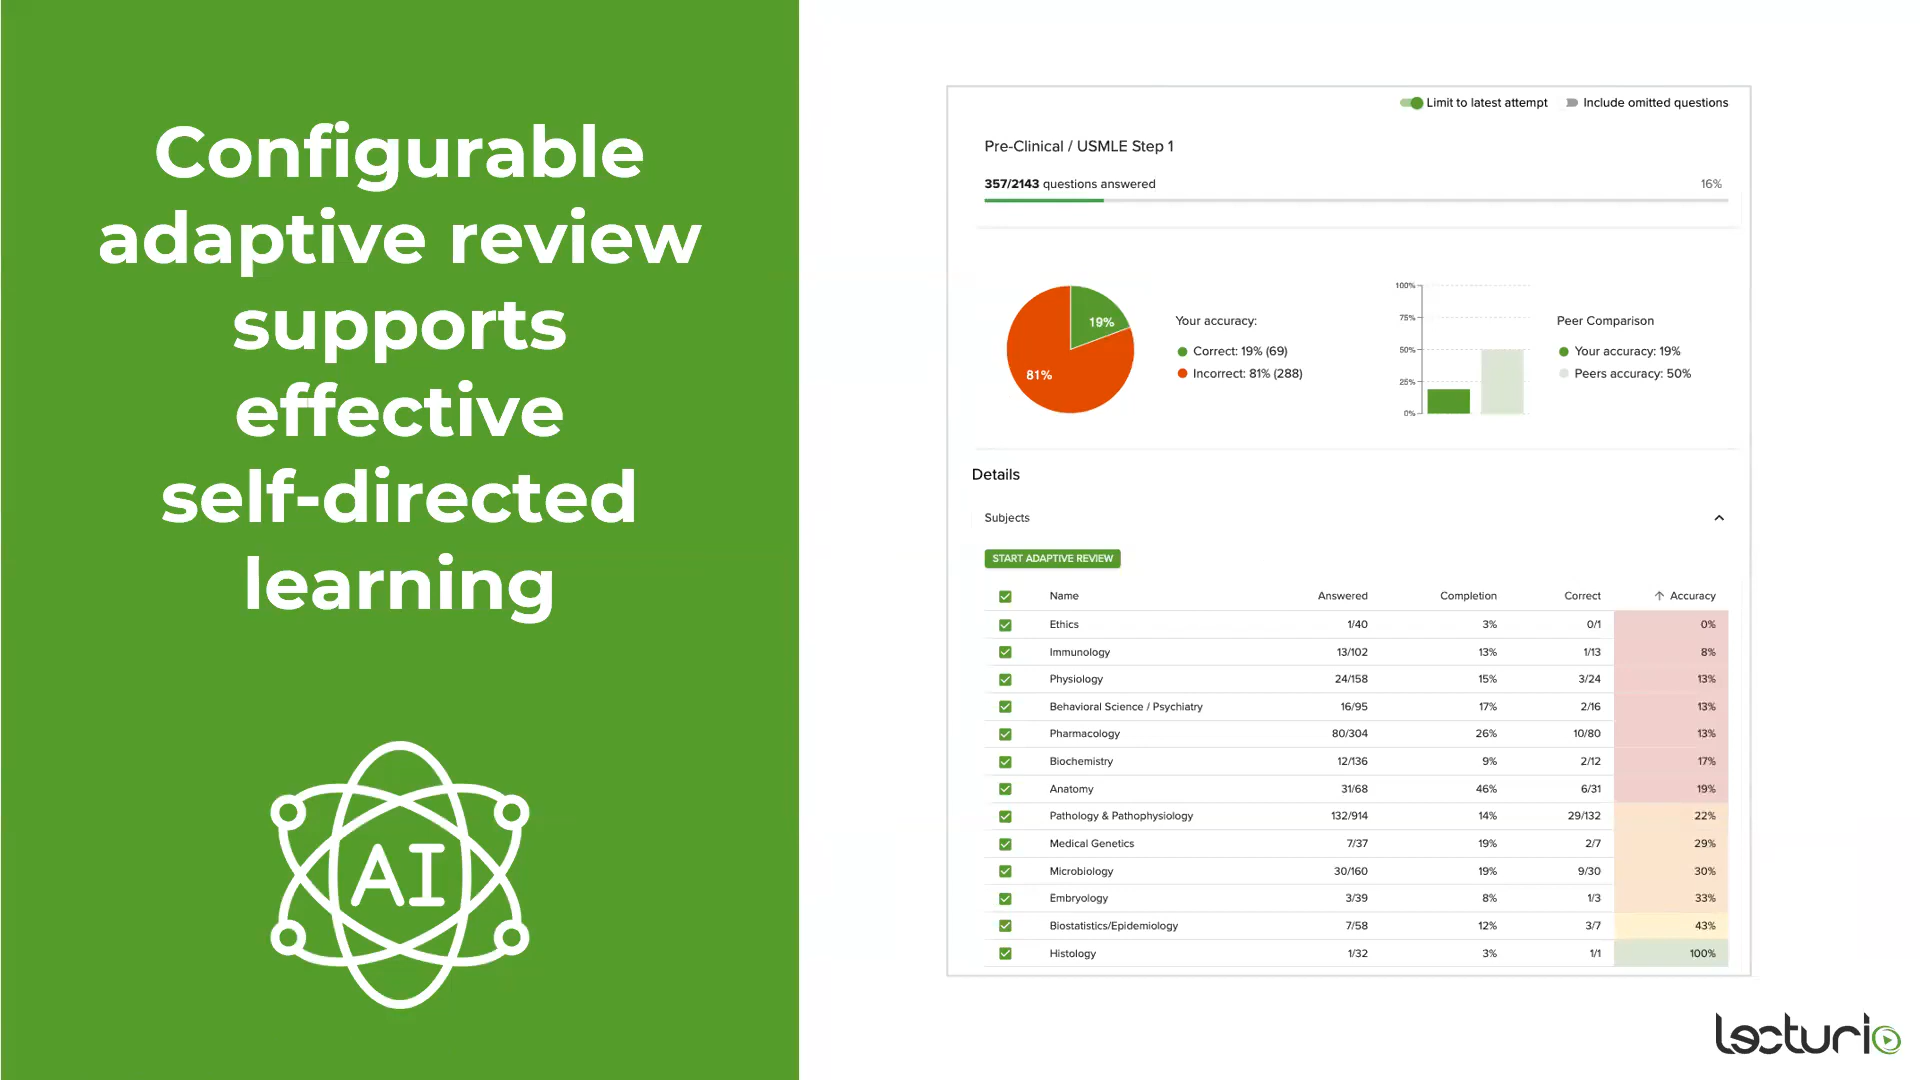 Configurable
adaptive review
supports
effective
self-directed
learning
AI
Limit to latest attempt Include omitted questions
Pre-Clinical / USMLE Step 1
357/2143 questions answered 16%
19%
81%
Your accuracy:
Correct: 19% (69)
Incorrect: 81% (288)
100%
75%
50%
25%
0%
Peer Comparison
Your accuracy: 19%
Peers accuracy: 50%
Details
Subjects
START ADAPTIVE REVIEW
Name Answered Completion Correct ↑ Accuracy
Ethics 1/40 3% 0/1 0%
Immunology 13/102 13% 1/13 8%
Physiology 24/158 15% 3/24 13%
Behavioral Science / Psychiatry 16/95 17% 2/16 13%
Pharmacology 80/304 26% 10/80 13%
Biochemistry 12/136 9% 2/12 17%
Anatomy 31/68 46% 6/31 19%
Pathology & Pathophysiology 132/914 14% 29/132 22%
Medical Genetics 7/37 19% 2/7 29%
Microbiology 30/160 19% 9/30 30%
Embryology 3/39 8% 1/3 33%
Biostatistics/Epidemiology 7/58 12% 3/7 43%
Histology 1/32 3% 1/1 100%
lecturio